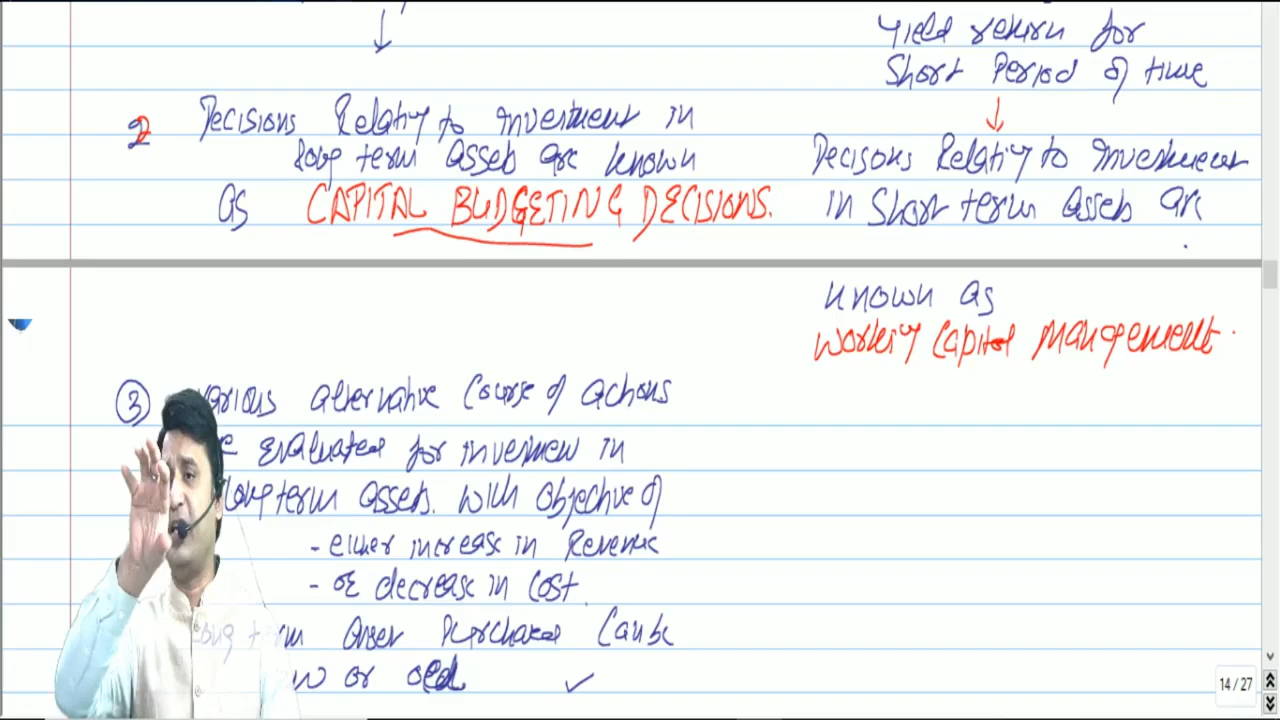 Yield return for
Short Period of time
2 Decisions Relating to Investment in
long term assets are known
as CAPITAL BUDGETING DECISIONS.
Decisions Relating to Investment
in Short term Assets are
known as
Working Capital Management.
3 various alternative Course of actions
evaluated for investment in
long term assets. With objective of
- either increase in Revenue
- or decrease in Cost.
long term asset Purchased Can be
or old
14 / 27